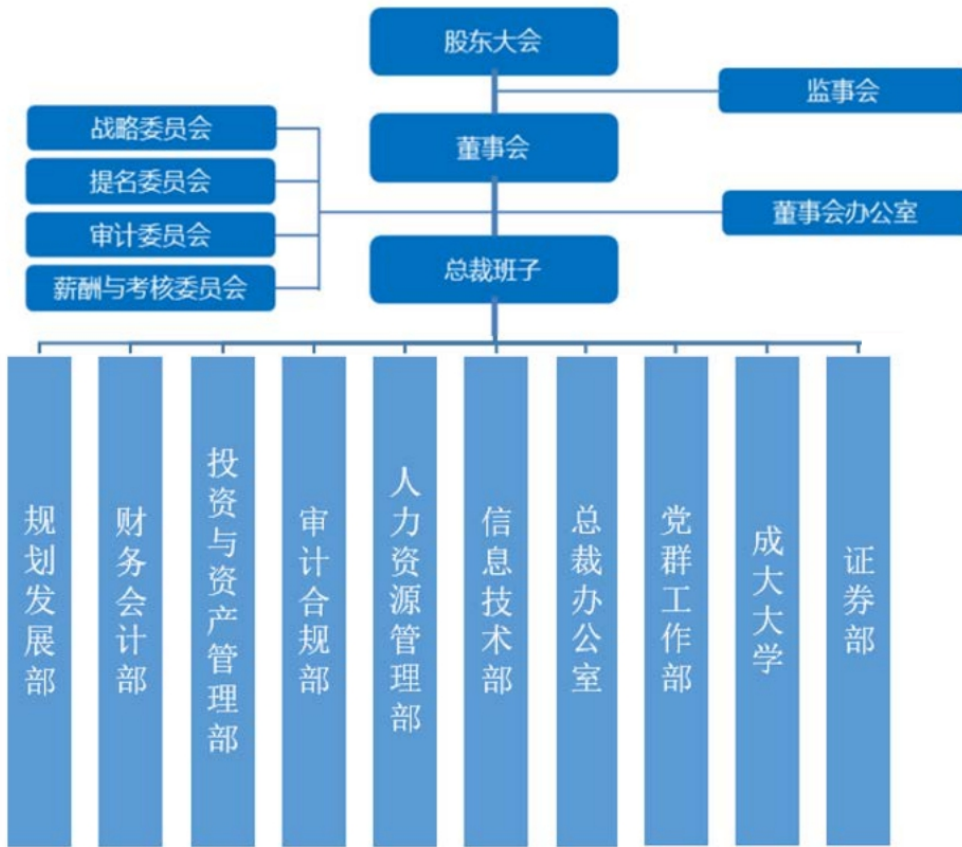 股东大会
监事会
战略委员会
董事会
提名委员会
董事会办公室
审计委员会
总裁班子
薪酬与考核委员会
规划发展部
财务会计部
投资与资产管理部
审计合规部
人力资源管理部
信息技术部
总裁办公室
党群工作部
成大大学
证券部